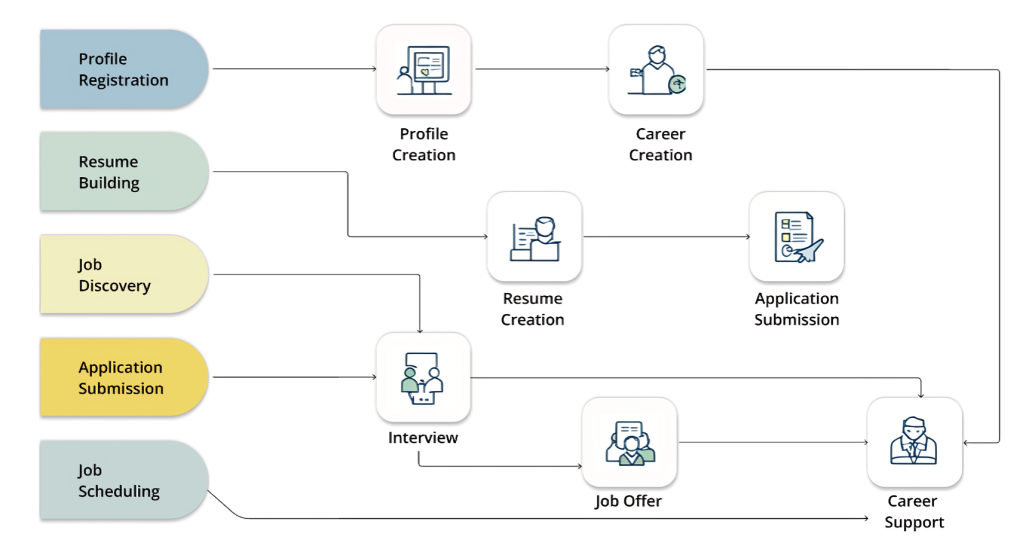 Profile
Registration
Profile
Creation
Career
Creation
Resume
Building
Resume
Creation
Application
Submission
Job
Discovery
Application
Submission
Interview
Job
Scheduling
Job Offer
Career
Support